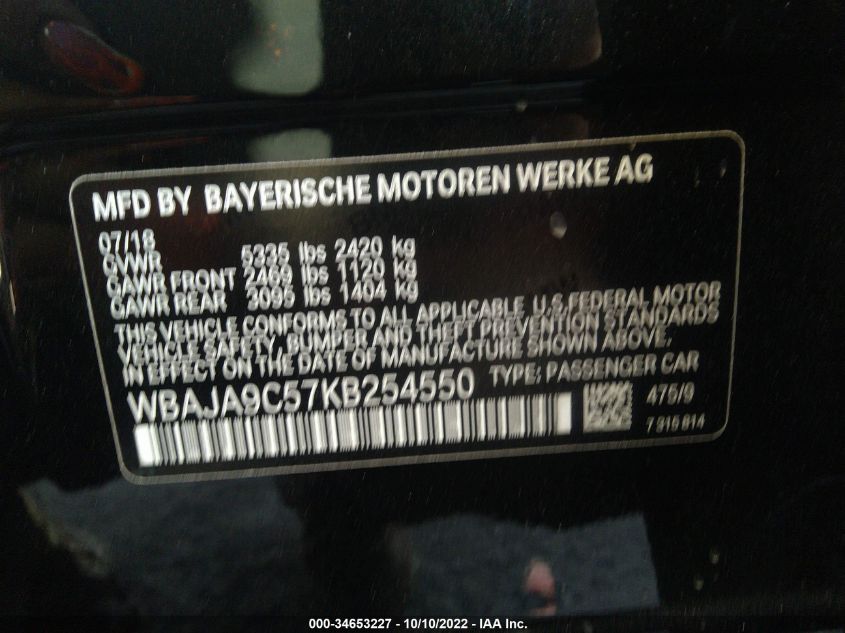 MFD BY BAYERISCHE MOTOREN WERKE AG
07/18
GVWR 5335 lbs 2420 kg
GAWR FRONT 2469 lbs 1120 kg
GAWR REAR 3095 lbs 1404 kg
THIS VEHICLE CONFORMS TO ALL APPLICABLE U.S. FEDERAL MOTOR
VEHICLE SAFETY, BUMPER AND THEFT PREVENTION STANDARDS
IN EFFECT ON THE DATE OF MANUFACTURE SHOWN ABOVE.
WBAJA9C57KB254550 TYPE: PASSENGER CAR
475/9
7 315 814
000-34653227 - 10/10/2022 - IAA Inc.